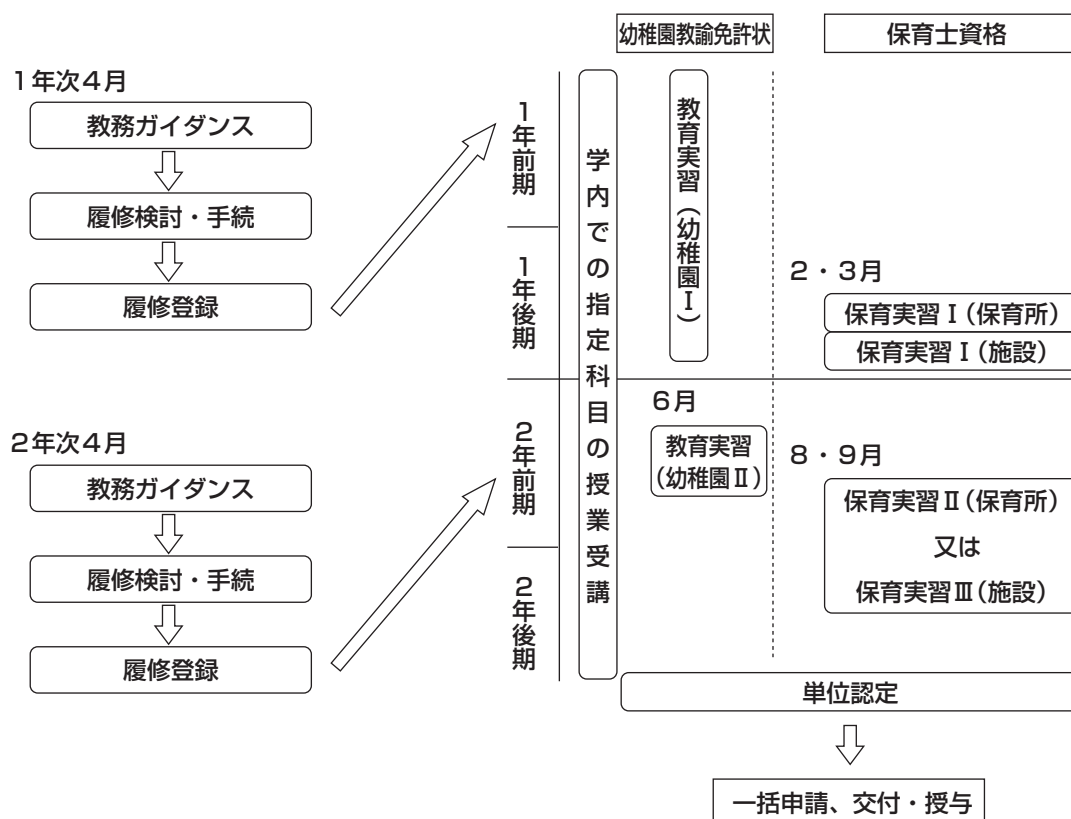 幼稚園教諭免許状
保育士資格
1年次4月
教務ガイダンス
履修検討・手続
履修登録
2年次4月
教務ガイダンス
履修検討・手続
履修登録
1年前期
1年後期
2年前期
2年後期
学内での指定科目の授業受講
教育実習(幼稚園Ⅰ)
2・3月
保育実習Ⅰ(保育所)
保育実習Ⅰ(施設)
6月
教育実習
(幼稚園Ⅱ)
8・9月
保育実習Ⅱ(保育所)
又は
保育実習Ⅲ(施設)
単位認定
一括申請、交付・授与